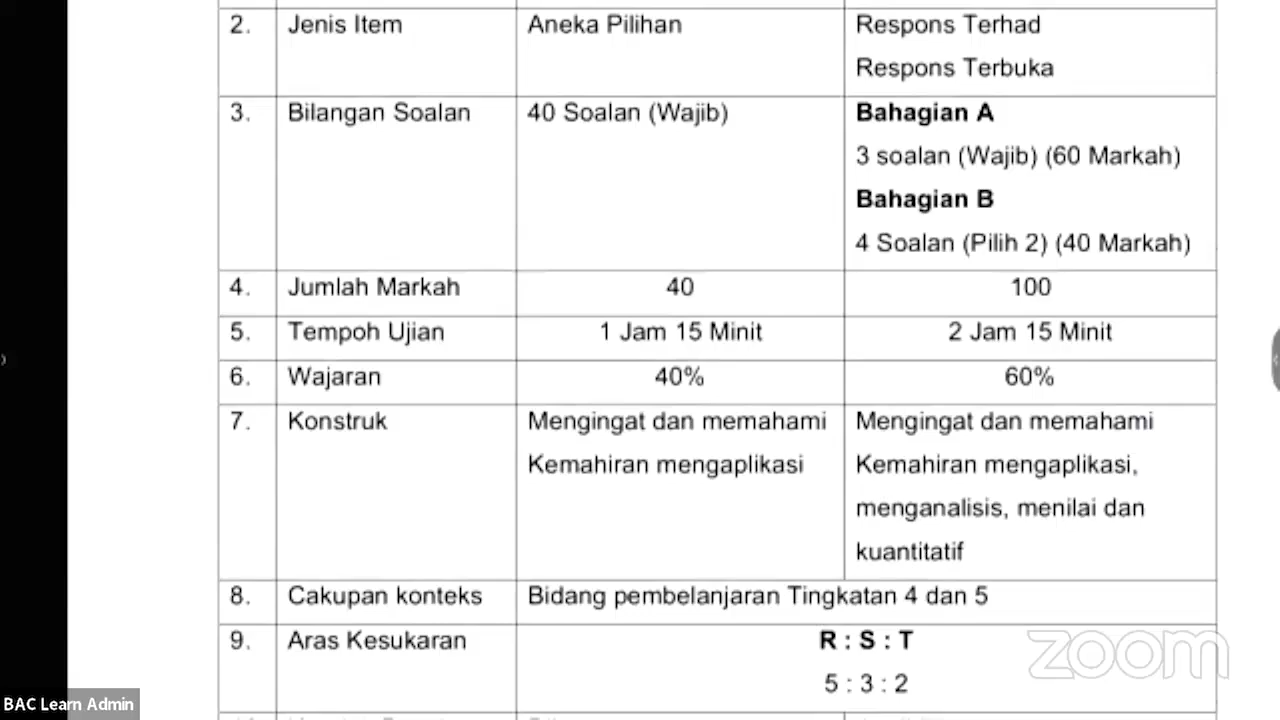 2. Jenis Item Aneka Pilihan Respons Terhad
Respons Terbuka
3. Bilangan Soalan 40 Soalan (Wajib) Bahagian A
3 soalan (Wajib) (60 Markah)
Bahagian B
4 Soalan (Pilih 2) (40 Markah)
4. Jumlah Markah 40 100
5. Tempoh Ujian 1 Jam 15 Minit 2 Jam 15 Minit
6. Wajaran 40% 60%
7. Konstruk Mengingat dan memahami Mengingat dan memahami
Kemahiran mengaplikasi Kemahiran mengaplikasi,
menganalisis, menilai dan
kuantitatif
8. Cakupan konteks Bidang pembelanjaran Tingkatan 4 dan 5
9. Aras Kesukaran R : S : T
5 : 3 : 2
zoom
BAC Learn Admin